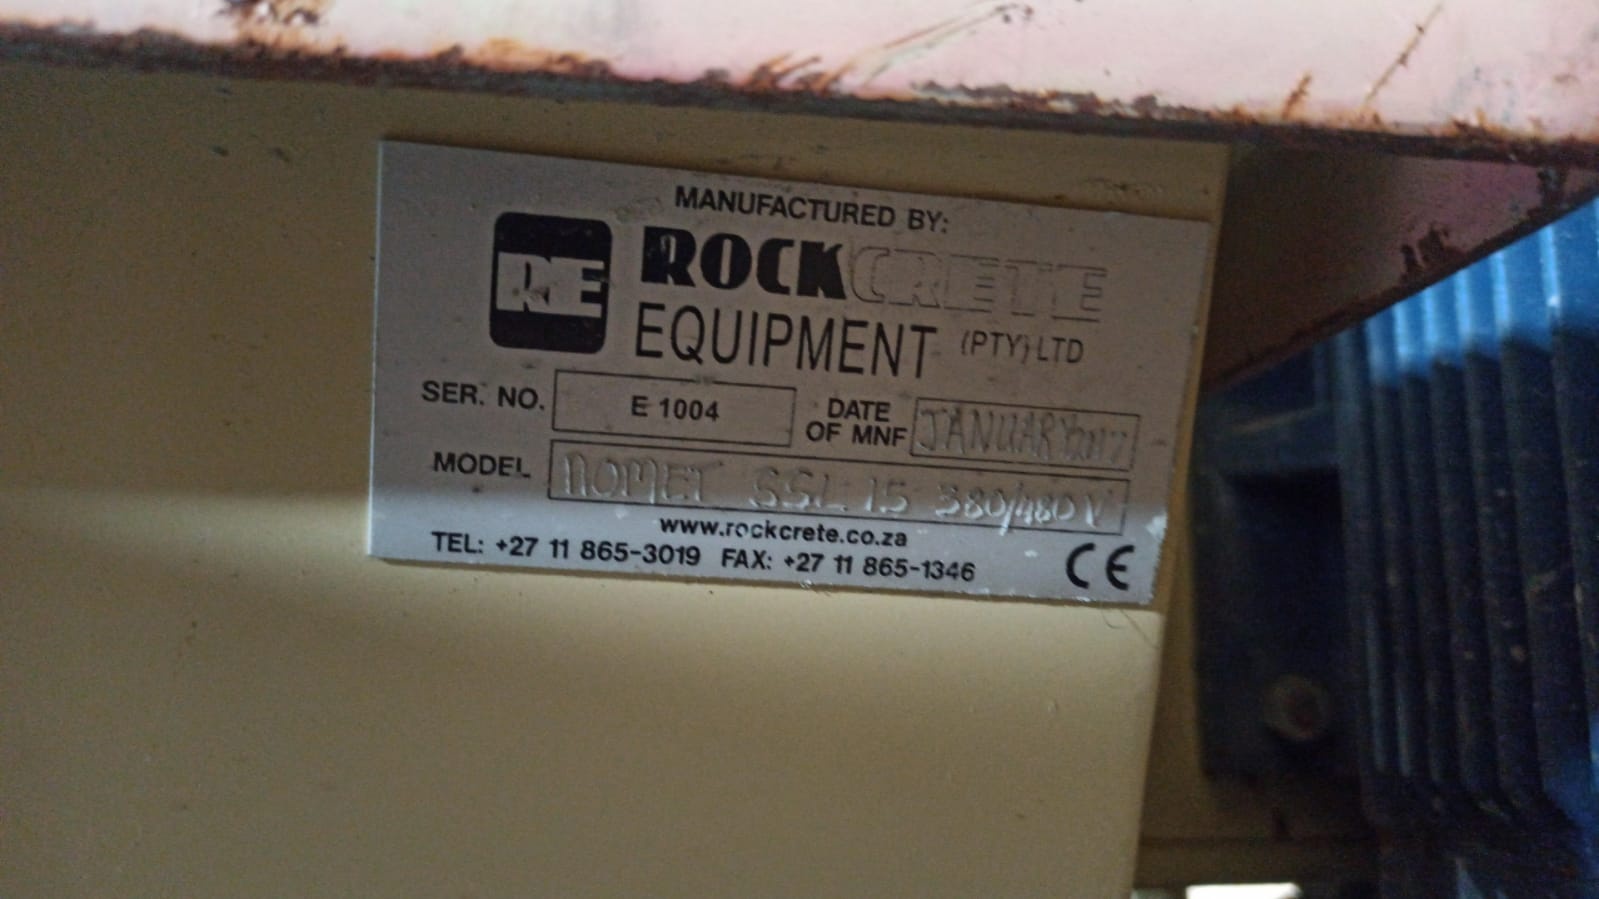 MANUFACTURED BY:
RE ROCKCRETE
EQUIPMENT (PTY) LTD
SER. NO. E 1004 DATE OF MNF JANUARY 2017
MODEL NOMET SSL 15 380/480 V
www.rockcrete.co.za
TEL: +27 11 865-3019 FAX: +27 11 865-1346 CE